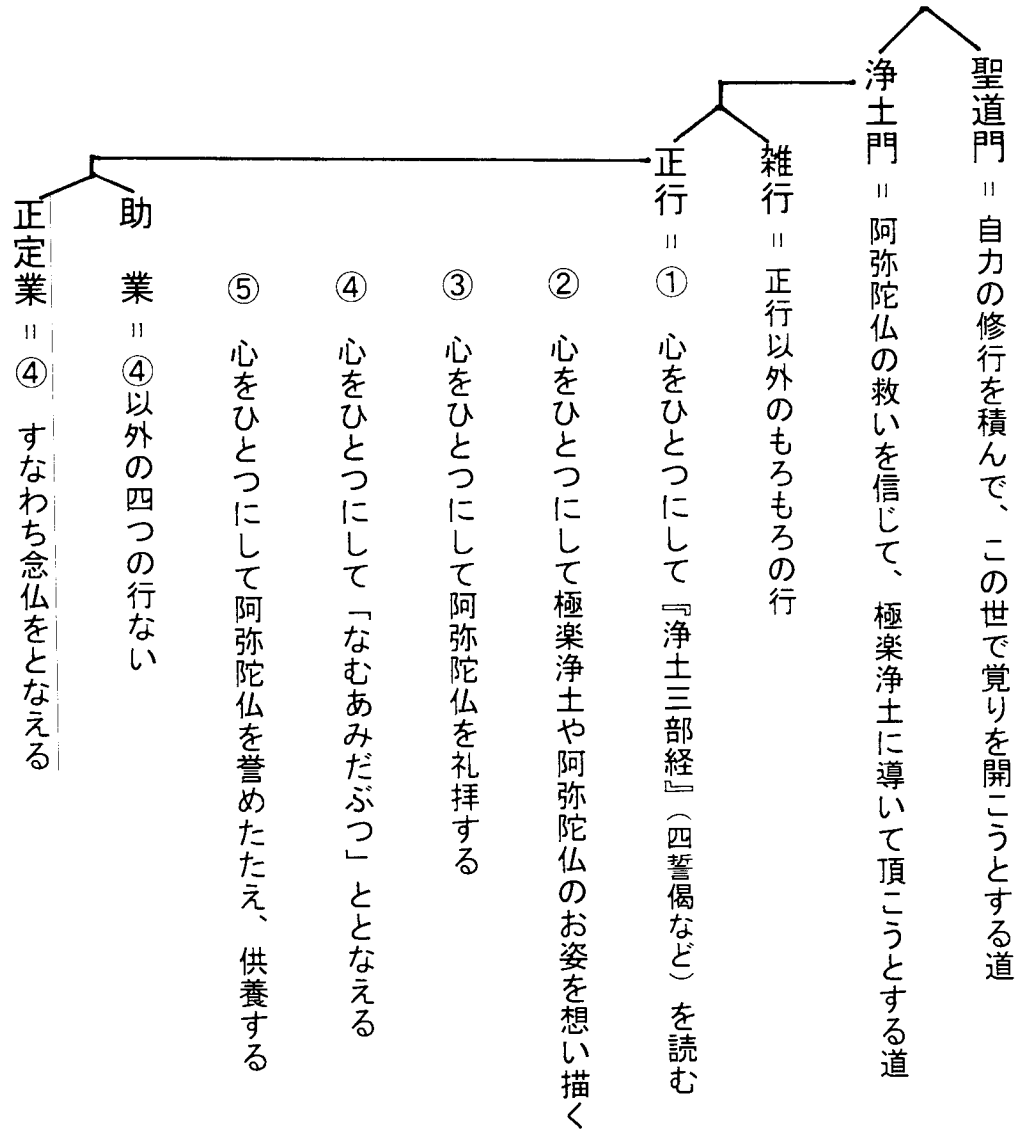 聖道門＝自力の修行を積んで、この世で覚りを開こうとする道
浄土門＝阿弥陀仏の救いを信じて、極楽浄土に導いて頂こうとする道
雑行＝正行以外のもろもろの行
正行＝①　心をひとつにして『浄土三部経』（四誓偈など）を読む
②　心をひとつにして極楽浄土や阿弥陀仏のお姿を想い描く
③　心をひとつにして阿弥陀仏を礼拝する
④　心をひとつにして「なむあみだぶつ」ととなえる
⑤　心をひとつにして阿弥陀仏を誉めたたえ、供養する
助　業＝④以外の四つの行ない
正定業＝④　すなわち念仏をとなえる